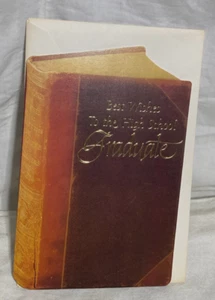 Best Wishes
To the High School
Graduate